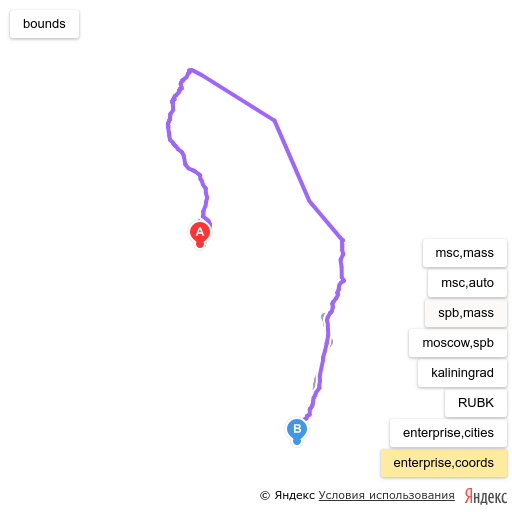 bounds
A
msc,mass
msc,auto
spb,mass
moscow,spb
kaliningrad
RUBK
B
enterprise,cities
enterprise,coords
© Яндекс Условия использования Яндекс